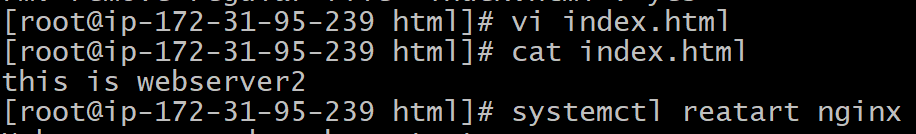 [root@ip-172-31-95-239 html]# vi index.html
[root@ip-172-31-95-239 html]# cat index.html
this is webserver2
[root@ip-172-31-95-239 html]# systemctl reatart nginx